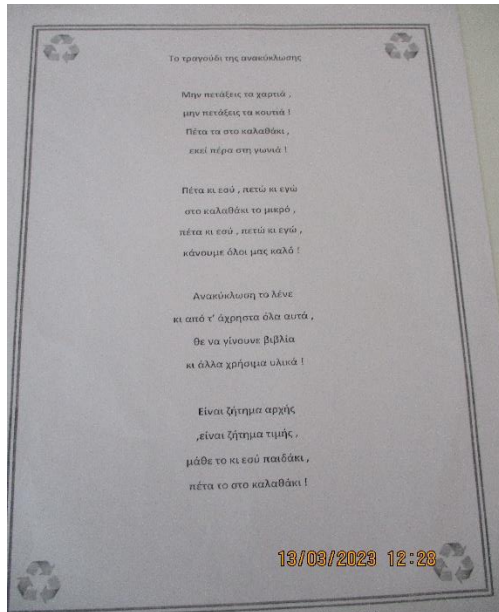 Το τραγούδι της ανακύκλωσης
Μην πετάξεις τα χαρτιά ,
μην πετάξεις τα κουτιά !
Πέτα τα στο καλαθάκι ,
εκεί πέρα στη γωνιά !
Πέτα κι εσύ , πετώ κι εγώ
στο καλαθάκι το μικρό ,
πέτα κι εσύ , πετώ κι εγώ ,
κάνουμε όλοι μας καλό !
Ανακύκλωση το λένε
κι από τ' άχρηστα όλα αυτά ,
θε να γίνουνε βιβλία
κι άλλα χρήσιμα υλικά !
Είναι ζήτημα αρχής
,είναι ζήτημα τιμής ,
μάθε το κι εσύ παιδάκι ,
πέτα το στο καλαθάκι !
13/03/2023 12:28